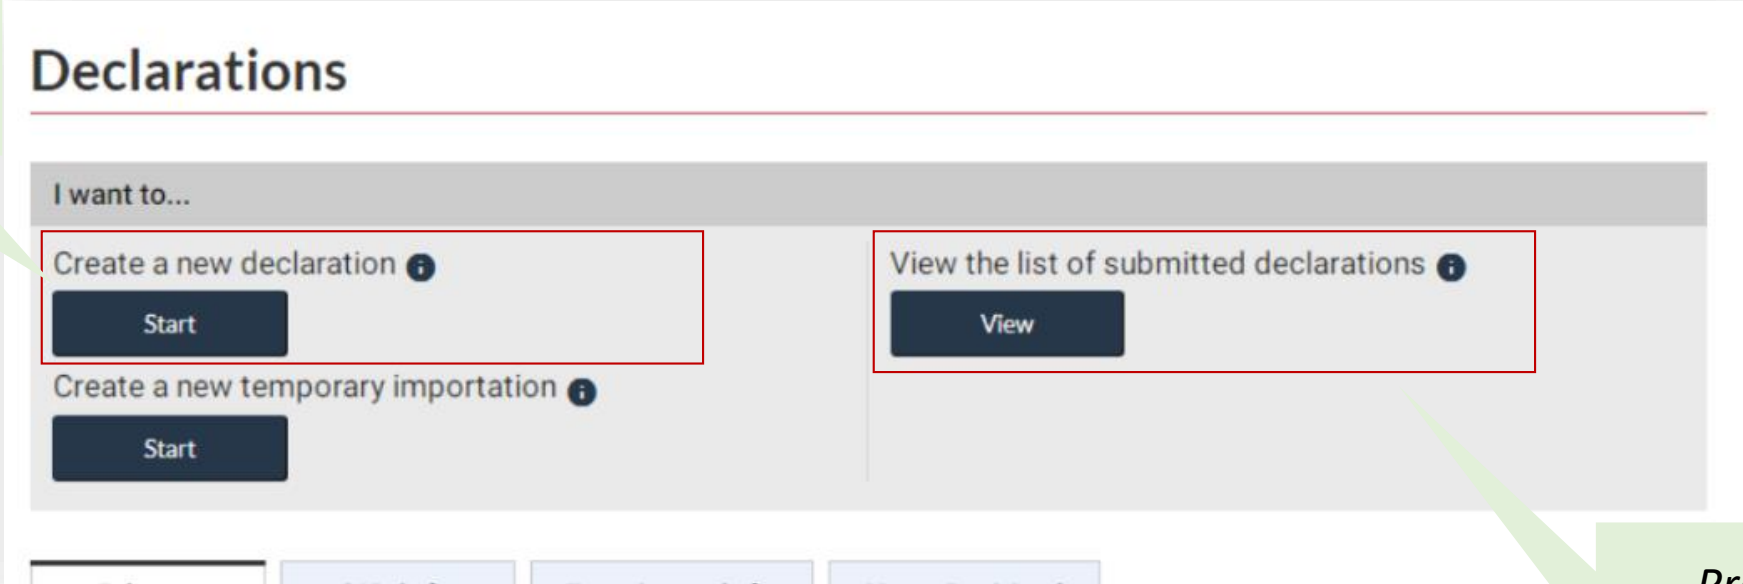 Declarations
I want to...
Create a new declaration
Start
View the list of submitted declarations
View
Create a new temporary importation
Start